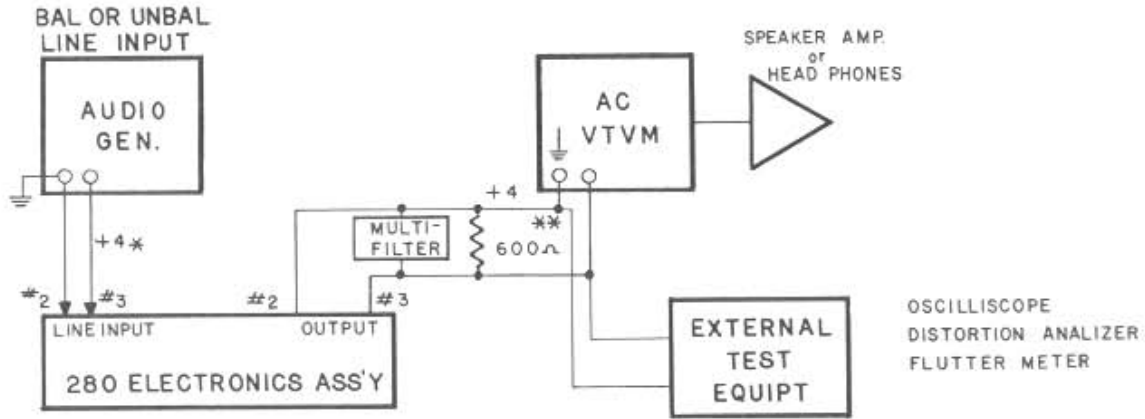 BAL OR UNBAL
LINE INPUT
AUDIO
GEN.
+4*
#2
#3
LINE INPUT
OUTPUT
280 ELECTRONICS ASS'Y
#2
#3
MULTI-
FILTER
+4
**
600Ω
AC
VTVM
SPEAKER AMP.
or
HEAD PHONES
EXTERNAL
TEST
EQUIPT
OSCILLISCOPE
DISTORTION ANALIZER
FLUTTER METER